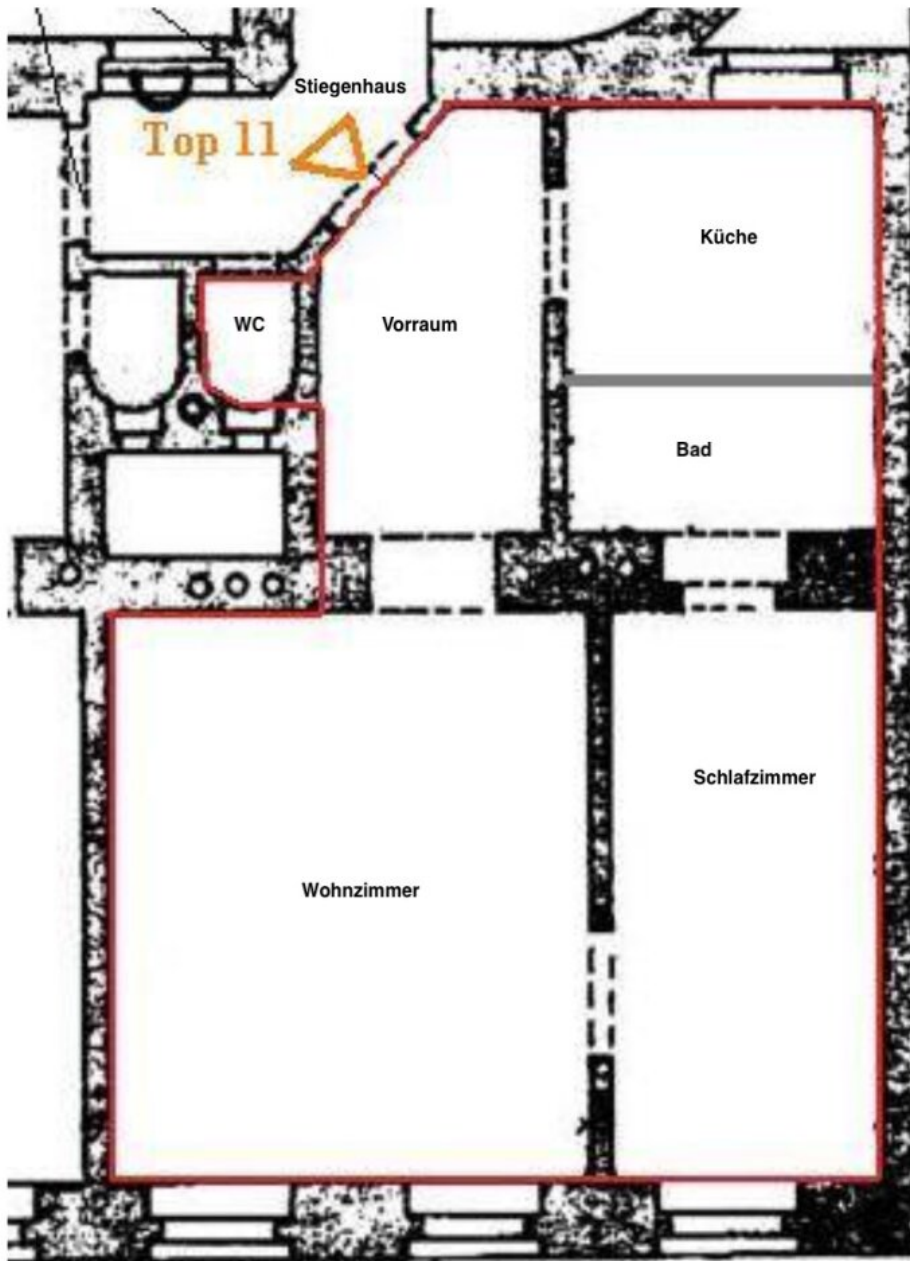 Stiegenhaus
Top 11
Küche
WC
Vorraum
Bad
Schlafzimmer
Wohnzimmer